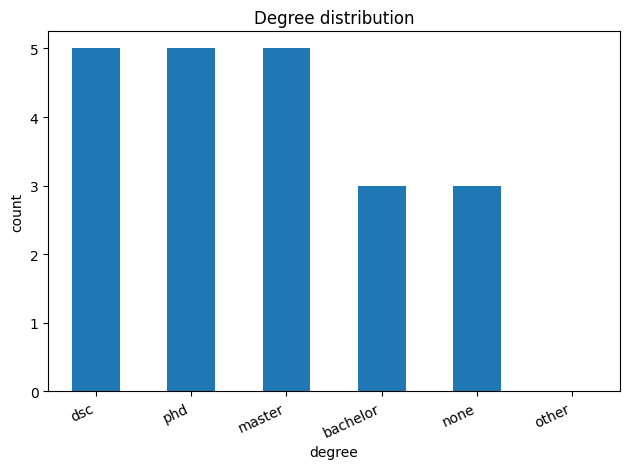 Degree distribution
5
4
3
2
1
0
count
dsc
phd
master
bachelor
none
other
degree